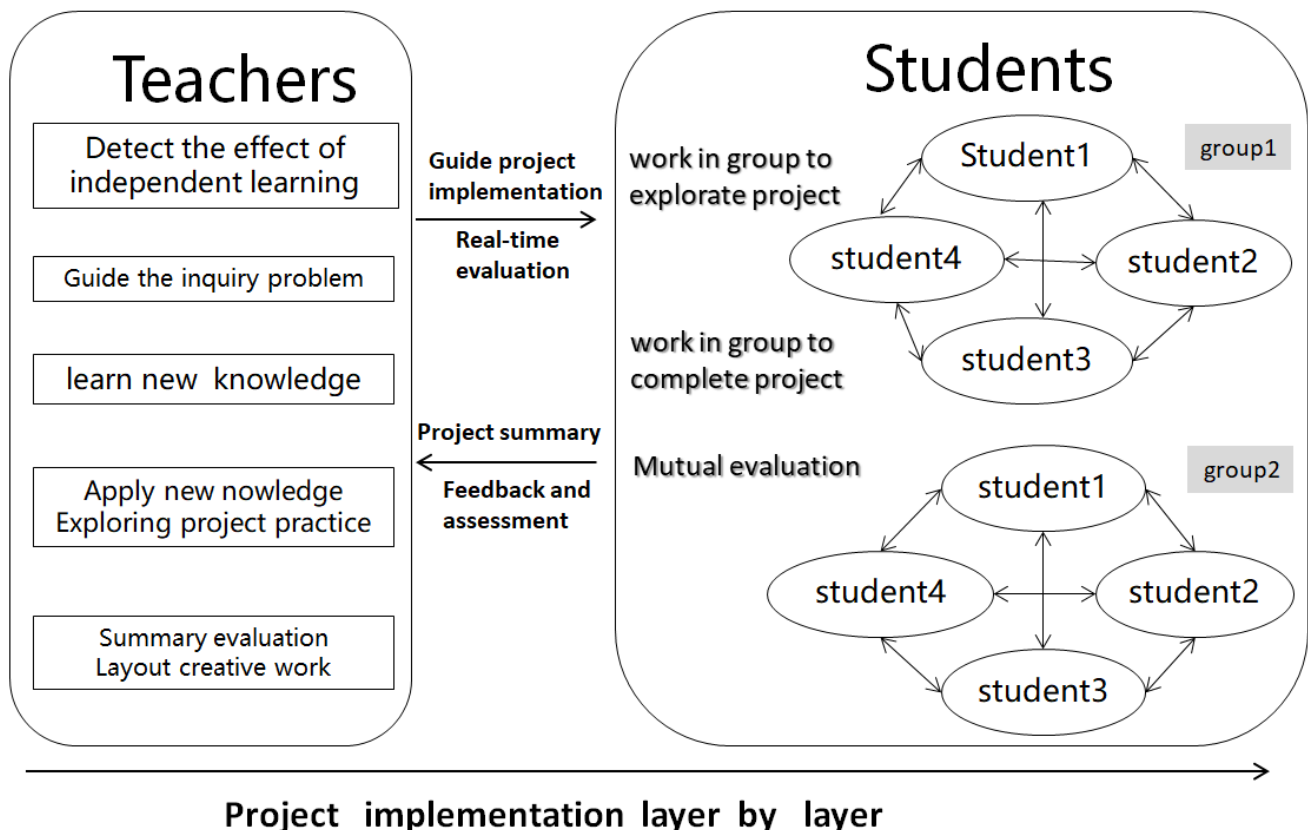 Teachers
Detect the effect of
independent learning
Guide the inquiry problem
learn new knowledge
Apply new nowledge
Exploring project practice
Summary evaluation
Layout creative work
Guide project
implementation
Real-time
evaluation
Project summary
Feedback and
assessment
Students
work in group to
explorate project
work in group to
complete project
Mutual evaluation
group1
Student1
student4
student2
student3
group2
student1
student4
student2
student3
Project implementation layer by layer